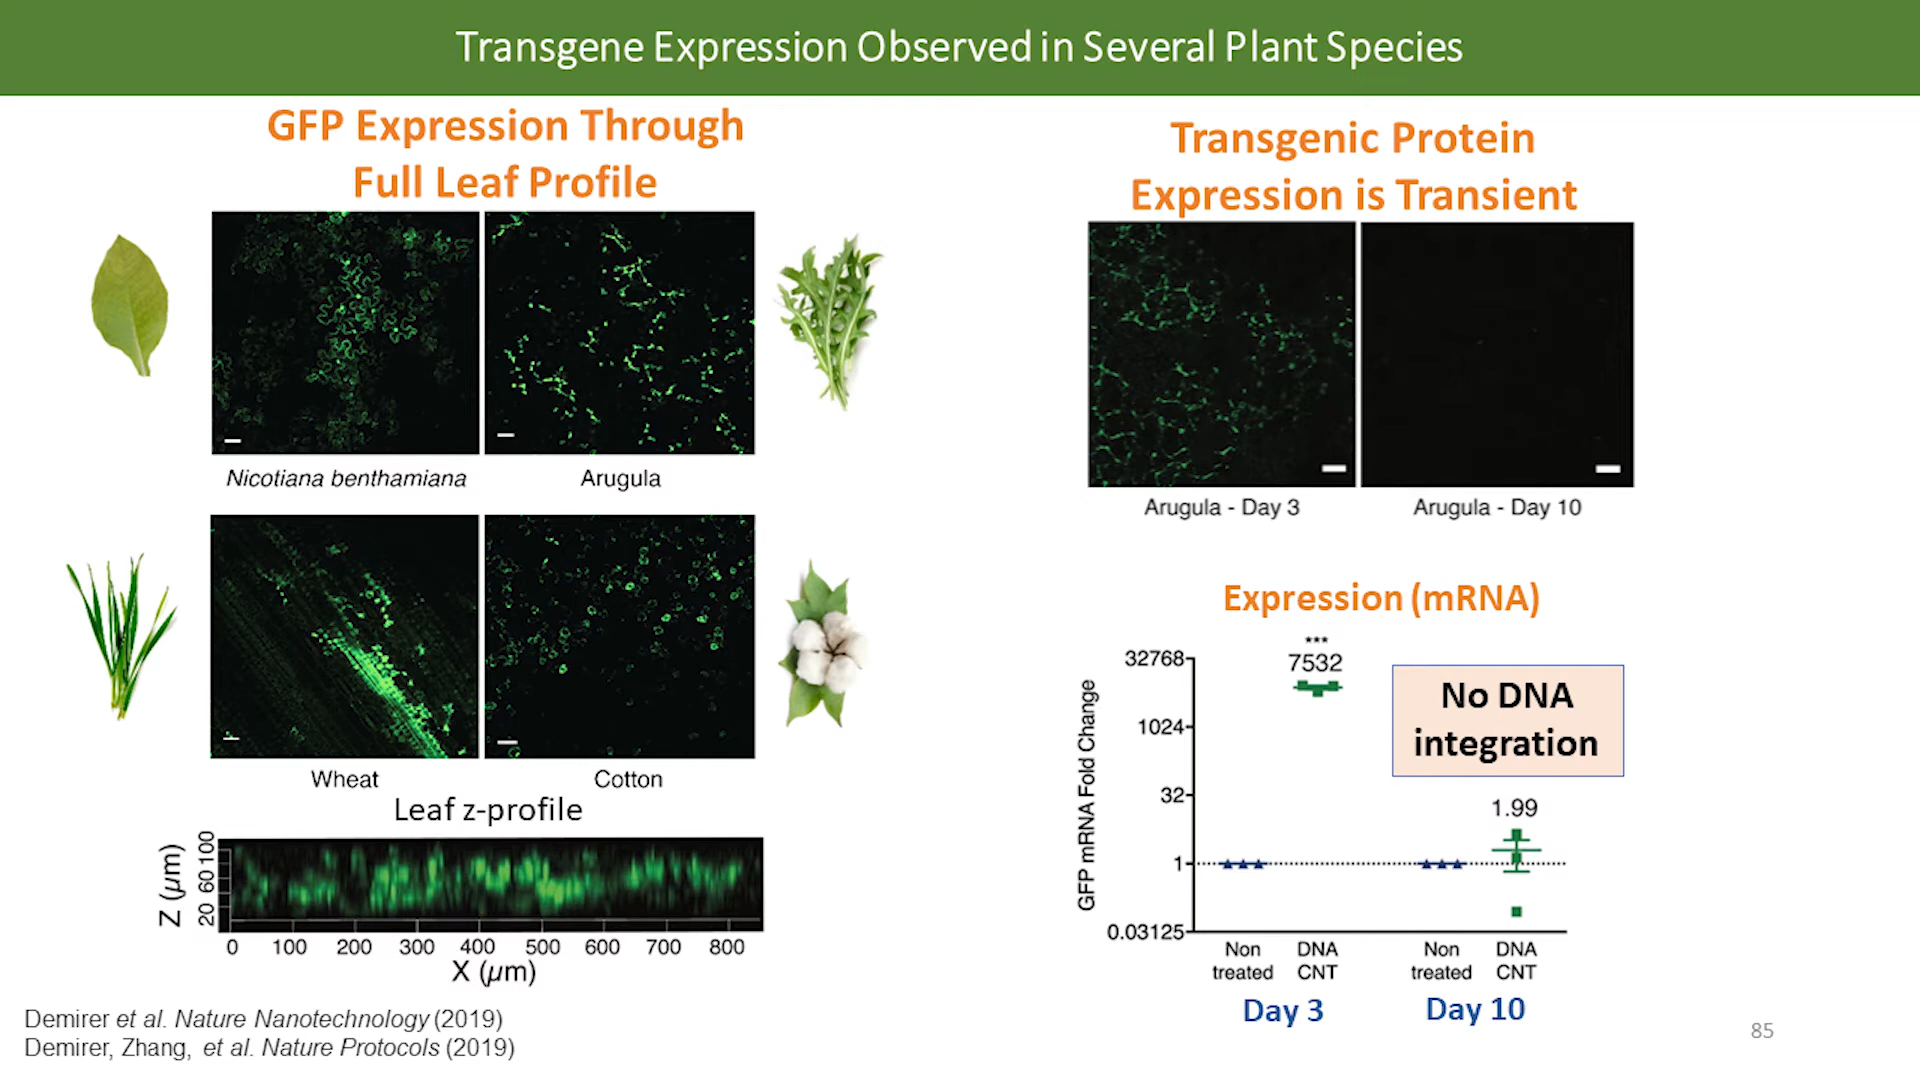 Transgene Expression Observed in Several Plant Species
GFP Expression Through
Full Leaf Profile
Nicotiana benthamiana
Arugula
Wheat
Cotton
Leaf z-profile
Z (µm)
100
60
20
0 100 200 300 400 500 600 700 800
X (µm)
Demirer et al. Nature Nanotechnology (2019)
Demirer, Zhang, et al. Nature Protocols (2019)
Transgenic Protein
Expression is Transient
Arugula - Day 3
Arugula - Day 10
Expression (mRNA)
GFP mRNA Fold Change
32768
1024
32
1
0.03125
***
7532
No DNA
integration
1.99
Non
treated
DNA
CNT
Non
treated
DNA
CNT
Day 3
Day 10
85